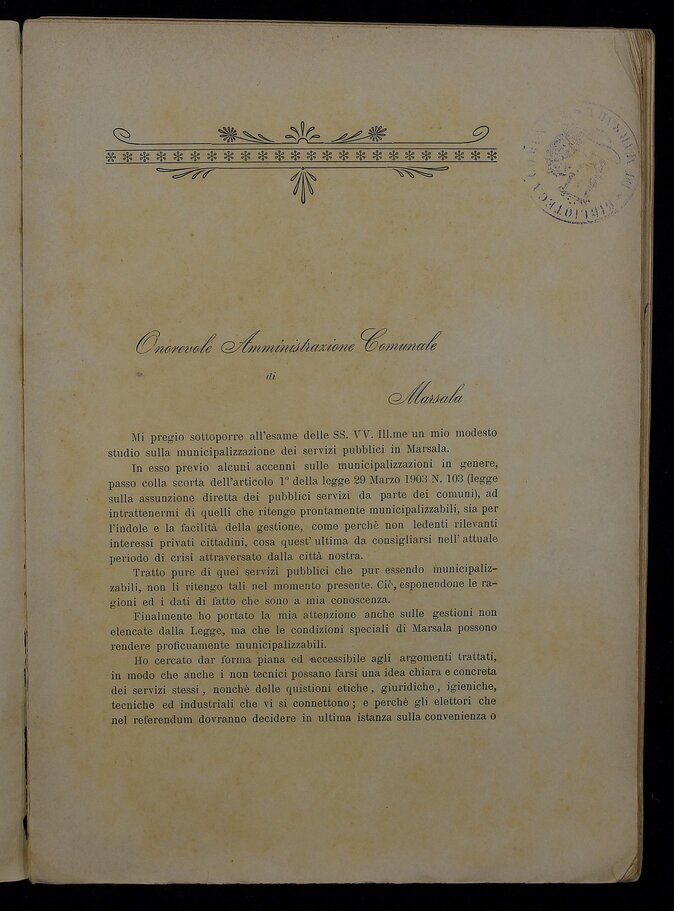 Onorevole Amministrazione Comunale
di
Marsala
Mi pregio sottoporre all'esame delle SS. VV. Ill.me un mio modesto
studio sulla municipalizzazione dei servizi pubblici in Marsala.
In esso previo alcuni accenni sulle municipalizzazioni in genere,
passo colla scorta dell'articolo 1° della legge 29 Marzo 1903 N. 103 (legge
sulla assunzione diretta dei pubblici servizi da parte dei comuni), ad
intrattenermi di quelli che ritengo prontamente municipalizzabili, sia per
l'indole e la facilità della gestione, come perchè non ledenti rilevanti
interessi privati cittadini, cosa quest'ultima da consigliarsi nell'attuale
periodo di crisi attraversato dalla città nostra.
Tratto pure di quei servizi pubblici che pur essendo municipaliz-
zabili, non li ritengo tali nel momento presente. Ciò, esponendone le ra-
gioni ed i dati di fatto che sono a mia conoscenza.
Finalmente ho portato la mia attenzione anche sulle gestioni non
elencate dalla Legge, ma che le condizioni speciali di Marsala possono
rendere proficuamente municipalizzabili.
Ho cercato dar forma piana ed accessibile agli argomenti trattati,
in modo che anche i non tecnici possano farsi una idea chiara e concreta
dei servizi stessi, nonchè delle quistioni etiche, giuridiche, igieniche,
tecniche ed industriali che vi si connettono; e perchè gli elettori che
nel referendum dovranno decidere in ultima istanza sulla convenienza o
BIBLIOTECA